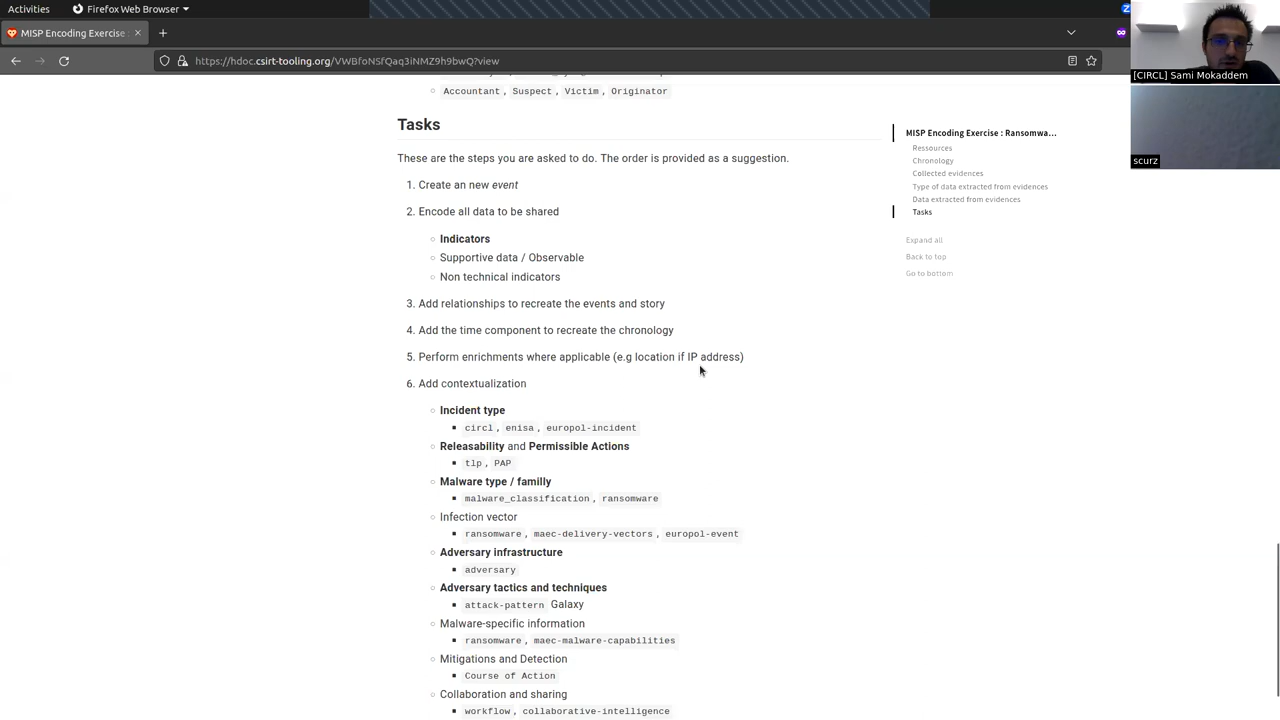 Activities
Firefox Web Browser
MISP Encoding Exercise :
https://hdoc.csirt-tooling.org/VWBfoNSfQaq3iNMZ9h9bwQ?view
[CIRCL] Sami Mokaddem
scurz
Accountant, Suspect, Victim, Originator
Tasks
These are the steps you are asked to do. The order is provided as a suggestion.
1. Create an new event
2. Encode all data to be shared
Indicators
Supportive data / Observable
Non technical indicators
3. Add relationships to recreate the events and story
4. Add the time component to recreate the chronology
5. Perform enrichments where applicable (e.g location if IP address)
6. Add contextualization
Incident type
circl, enisa, europol-incident
Releasability and Permissible Actions
tlp, PAP
Malware type / familly
malware_classification, ransomware
Infection vector
ransomware, maec-delivery-vectors, europol-event
Adversary infrastructure
adversary
Adversary tactics and techniques
attack-pattern Galaxy
Malware-specific information
ransomware, maec-malware-capabilities
Mitigations and Detection
Course of Action
Collaboration and sharing
workflow, collaborative-intelligence
MISP Encoding Exercise : Ransomwa...
Ressources
Chronology
Collected evidences
Type of data extracted from evidences
Data extracted from evidences
Tasks
Expand all
Back to top
Go to bottom